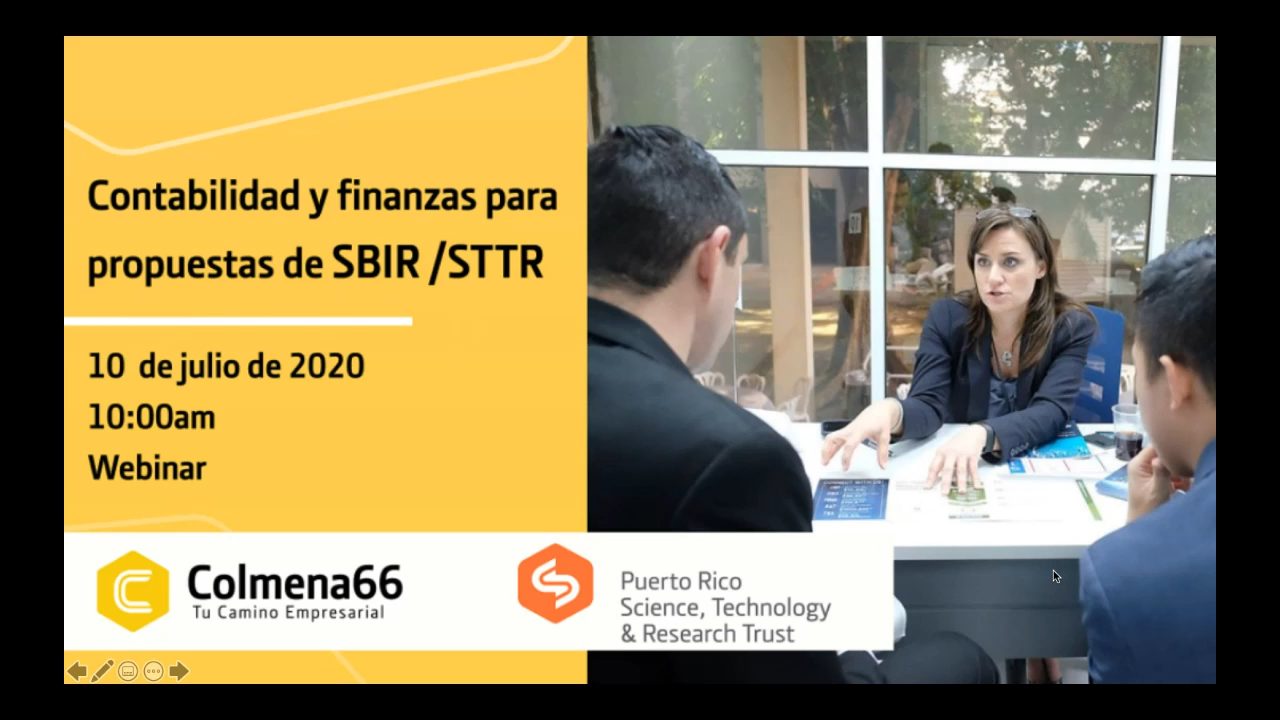 Contabilidad y finanzas para
propuestas de SBIR /STTR
10 de julio de 2020
10:00am
Webinar
Colmena66
Tu Camino Empresarial
Puerto Rico
Science, Technology
& Research Trust